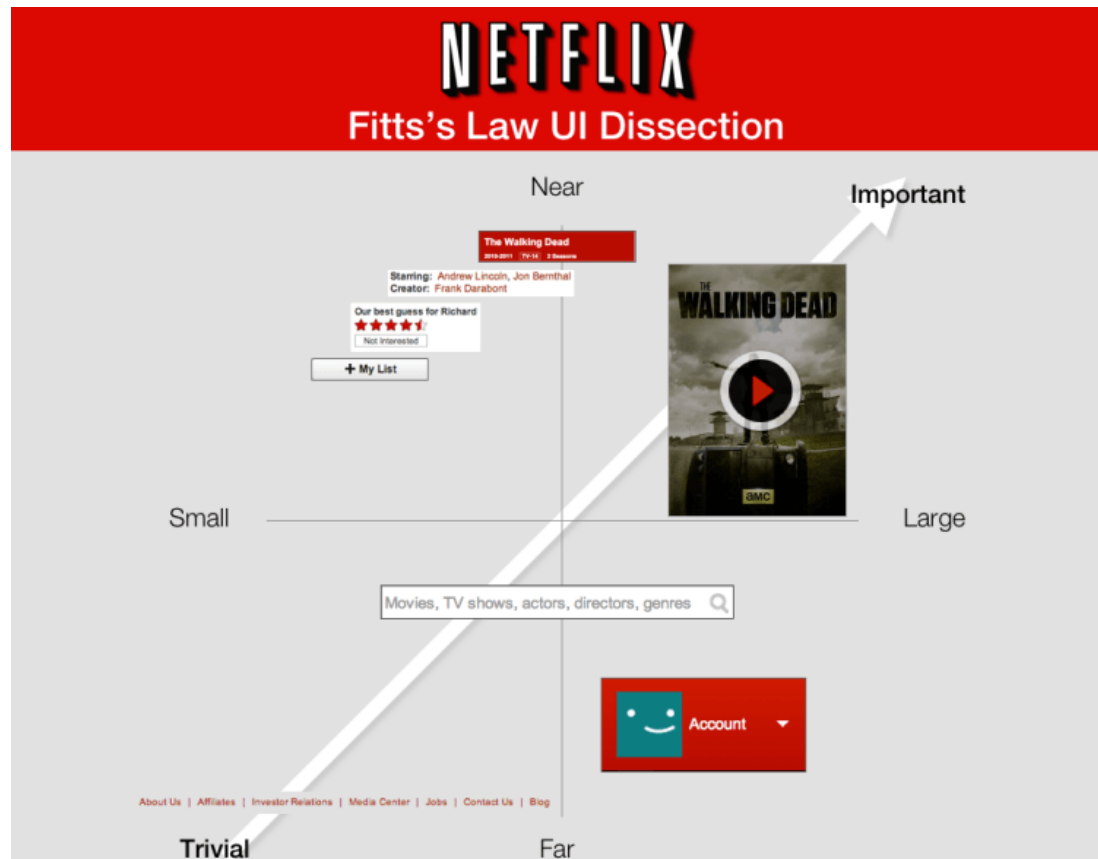 NETFLIX
Fitts's Law UI Dissection
Near
Important
The Walking Dead
2010-2011 TV-14 2 Seasons
Starring: Andrew Lincoln, Jon Bernthal
Creator: Frank Darabont
Our best guess for Richard
Not Interested
+ My List
THE
WALKING DEAD
aMC
Small
Large
Movies, TV shows, actors, directors, genres
Account
About Us | Affiliates | Investor Relations | Media Center | Jobs | Contact Us | Blog
Trivial
Far